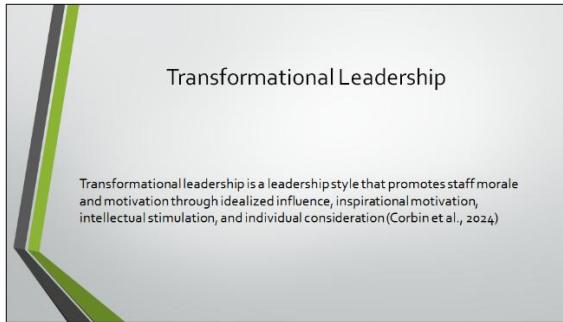 Transformational Leadership
Transformational leadership is a leadership style that promotes staff morale
and motivation through idealized influence, inspirational motivation,
intellectual stimulation, and individual consideration (Corbin et al., 2024)